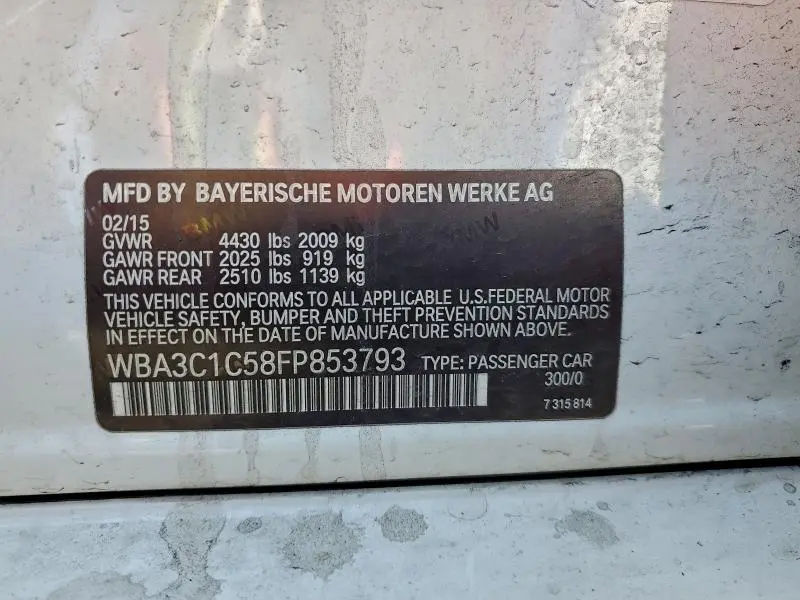 MFD BY BAYERISCHE MOTOREN WERKE AG
02/15
GVWR 4430 lbs 2009 kg
GAWR FRONT 2025 lbs 919 kg
GAWR REAR 2510 lbs 1139 kg
THIS VEHICLE CONFORMS TO ALL APPLICABLE U.S.FEDERAL MOTOR
VEHICLE SAFETY, BUMPER AND THEFT PREVENTION STANDARDS
IN EFFECT ON THE DATE OF MANUFACTURE SHOWN ABOVE.
WBA3C1C58FP853793 TYPE: PASSENGER CAR
300/0
7 315 814
BMW
BMW